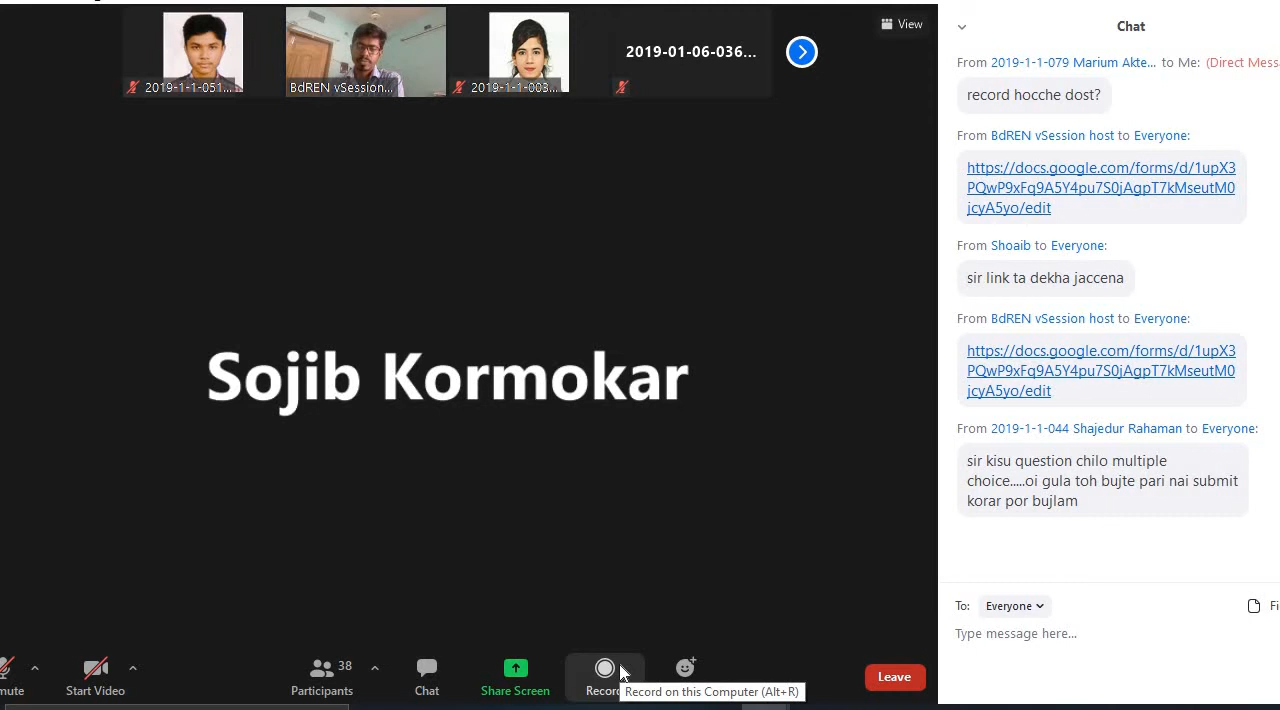 View
2019-1-1-051...
BdREN vSession...
2019-1-1-003...
2019-01-06-036...
Sojib Kormokar
Chat
From 2019-1-1-079 Marium Akte... to Me: (Direct Mess
record hocche dost?
From BdREN vSession host to Everyone:
https://docs.google.com/forms/d/1upX3
PQwP9xFq9A5Y4pu7S0jAgpT7kMseutM0
jcyA5yo/edit
From Shoaib to Everyone:
sir link ta dekha jaccena
From BdREN vSession host to Everyone:
https://docs.google.com/forms/d/1upX3
PQwP9xFq9A5Y4pu7S0jAgpT7kMseutM0
jcyA5yo/edit
From 2019-1-1-044 Shajedur Rahaman to Everyone:
sir kisu question chilo multiple
choice.....oi gula toh bujte pari nai submit
korar por bujlam
To: Everyone Fi
Type message here...
mute
Start Video
38
Participants
Chat
Share Screen
Record
Record on this Computer (Alt+R)
Leave